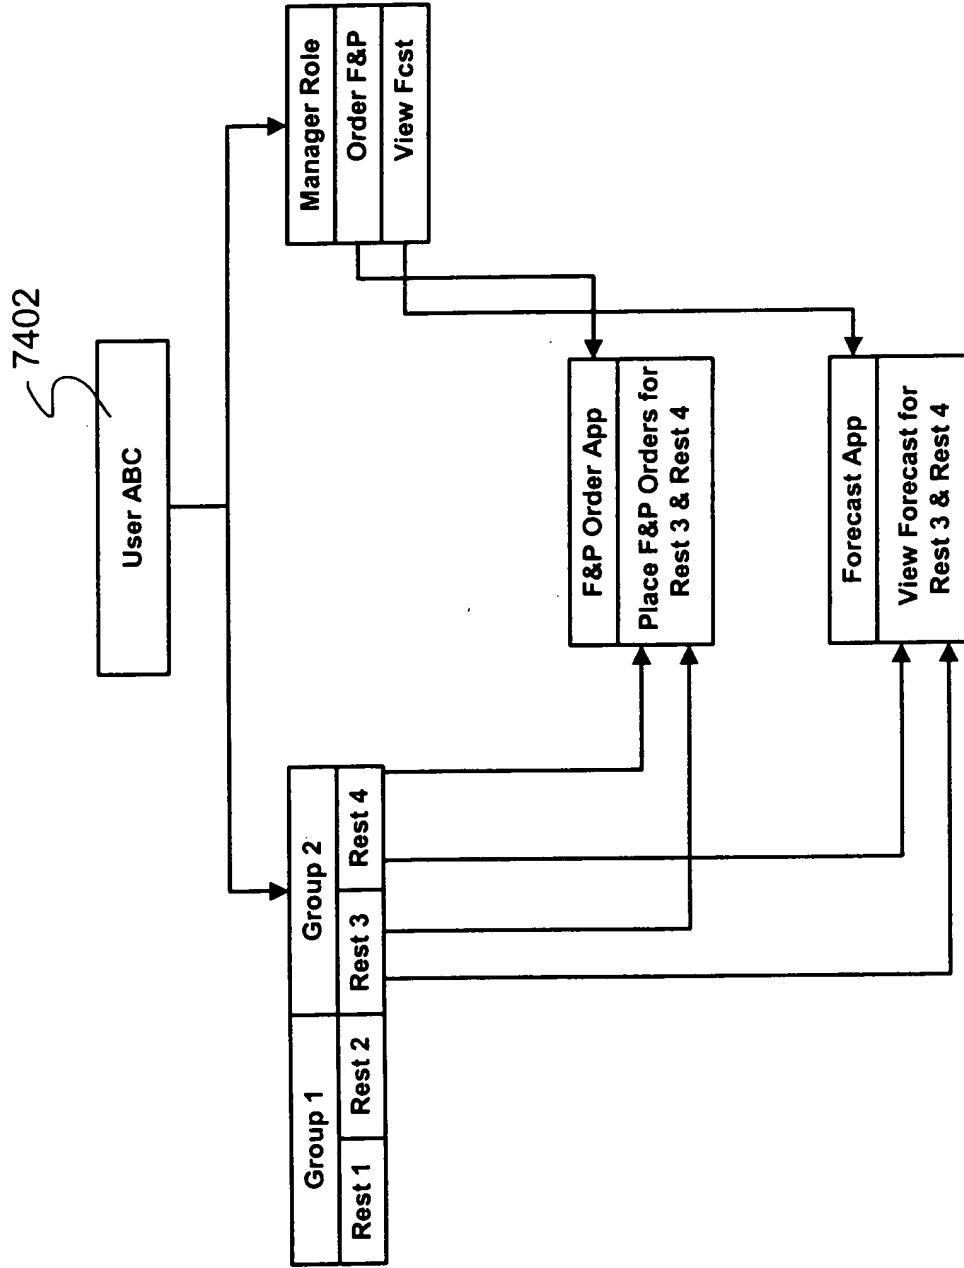 7402
User ABC
Group 1
Group 2
Rest 1
Rest 2
Rest 3
Rest 4
Manager Role
Order F&P
View Fcst
F&P Order App
Place F&P Orders for
Rest 3 & Rest 4
Forecast App
View Forecast for
Rest 3 & Rest 4